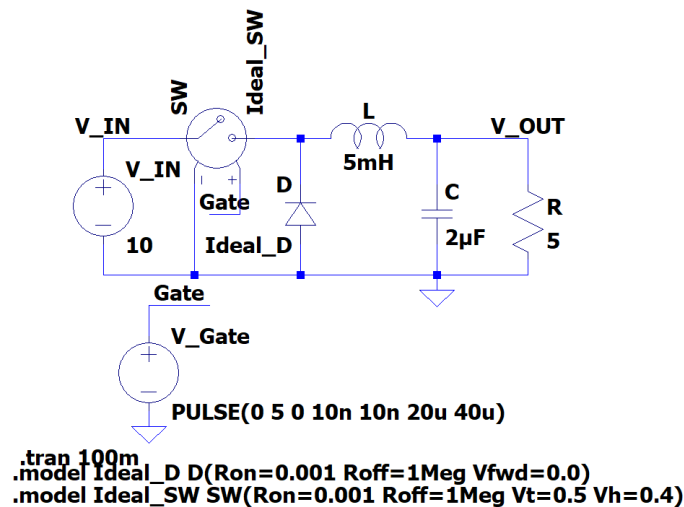 SW
Ideal_SW
V_IN
L
V_OUT
V_IN
5mH
- +
D
Gate
C
R
10
Ideal_D
2µF
5
Gate
V_Gate
PULSE(0 5 0 10n 10n 20u 40u)
.tran 100m
.model Ideal_D D(Ron=0.001 Roff=1Meg Vfwd=0.0)
.model Ideal_SW SW(Ron=0.001 Roff=1Meg Vt=0.5 Vh=0.4)